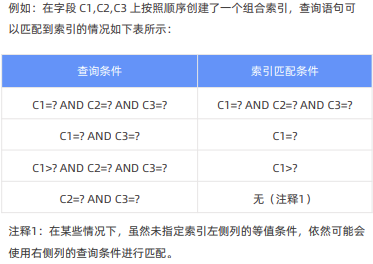 例如：在字段 C1,C2,C3 上按照顺序创建了一个组合索引，查询语句可
以匹配到索引的情况如下表所示：
查询条件 索引匹配条件
C1=? AND C2=? AND C3=? C1=? AND C2=? AND C3=?
C1=? AND C3=? C1=?
C1>? AND C2=? AND C3=? C1>?
C2=? AND C3=? 无（注释1）
注释1：在某些情况下，虽然未指定索引左侧列的等值条件，依然可能会
使用右侧列的查询条件进行匹配。